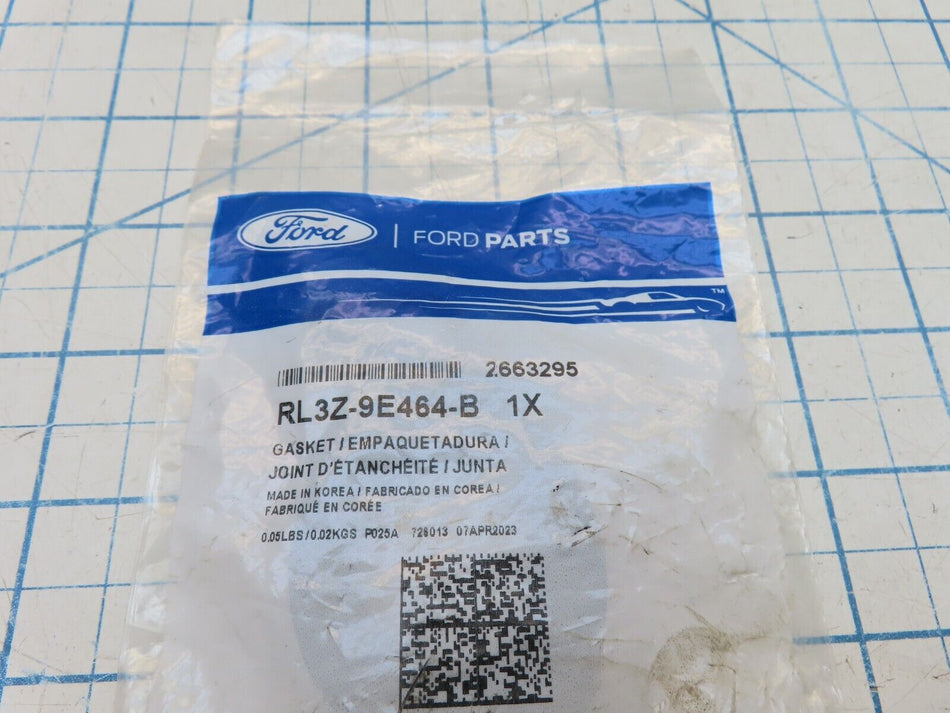 Ford | FORD PARTS
TM
2663295
RL3Z-9E464-B 1X
GASKET / EMPAQUETADURA /
JOINT D'ÉTANCHÉITÉ / JUNTA
MADE IN KOREA / FABRICADO EN COREA /
FABRIQUÉ EN CORÉE
0.05LBS/0.02KGS P025A 728013 07APR2023